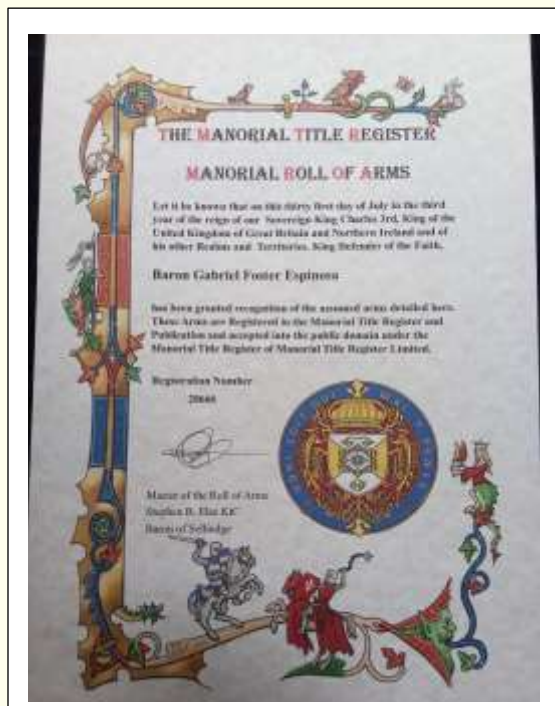 THE MANORIAL TITLE REGISTER
MANORIAL ROLL OF ARMS
Let it be known that on this thirty first day of July in the third
year of the reign of our Sovereign King Charles 3rd, King of the
United Kingdom of Great Britain and Northern Ireland and of
his other Realms and Territories, King Defender of the Faith,
Baron Gabriel Foster Espinosa
has been granted recognition of the assumed arms detailed here.
These Arms are Registered in the Manorial Title Register and
Publication and accepted into the public domain under the
Manorial Title Register of Manorial Title Register Limited.
Registration Number
Master of the Roll of Arms
Stephen B.
Baron of Sellindge